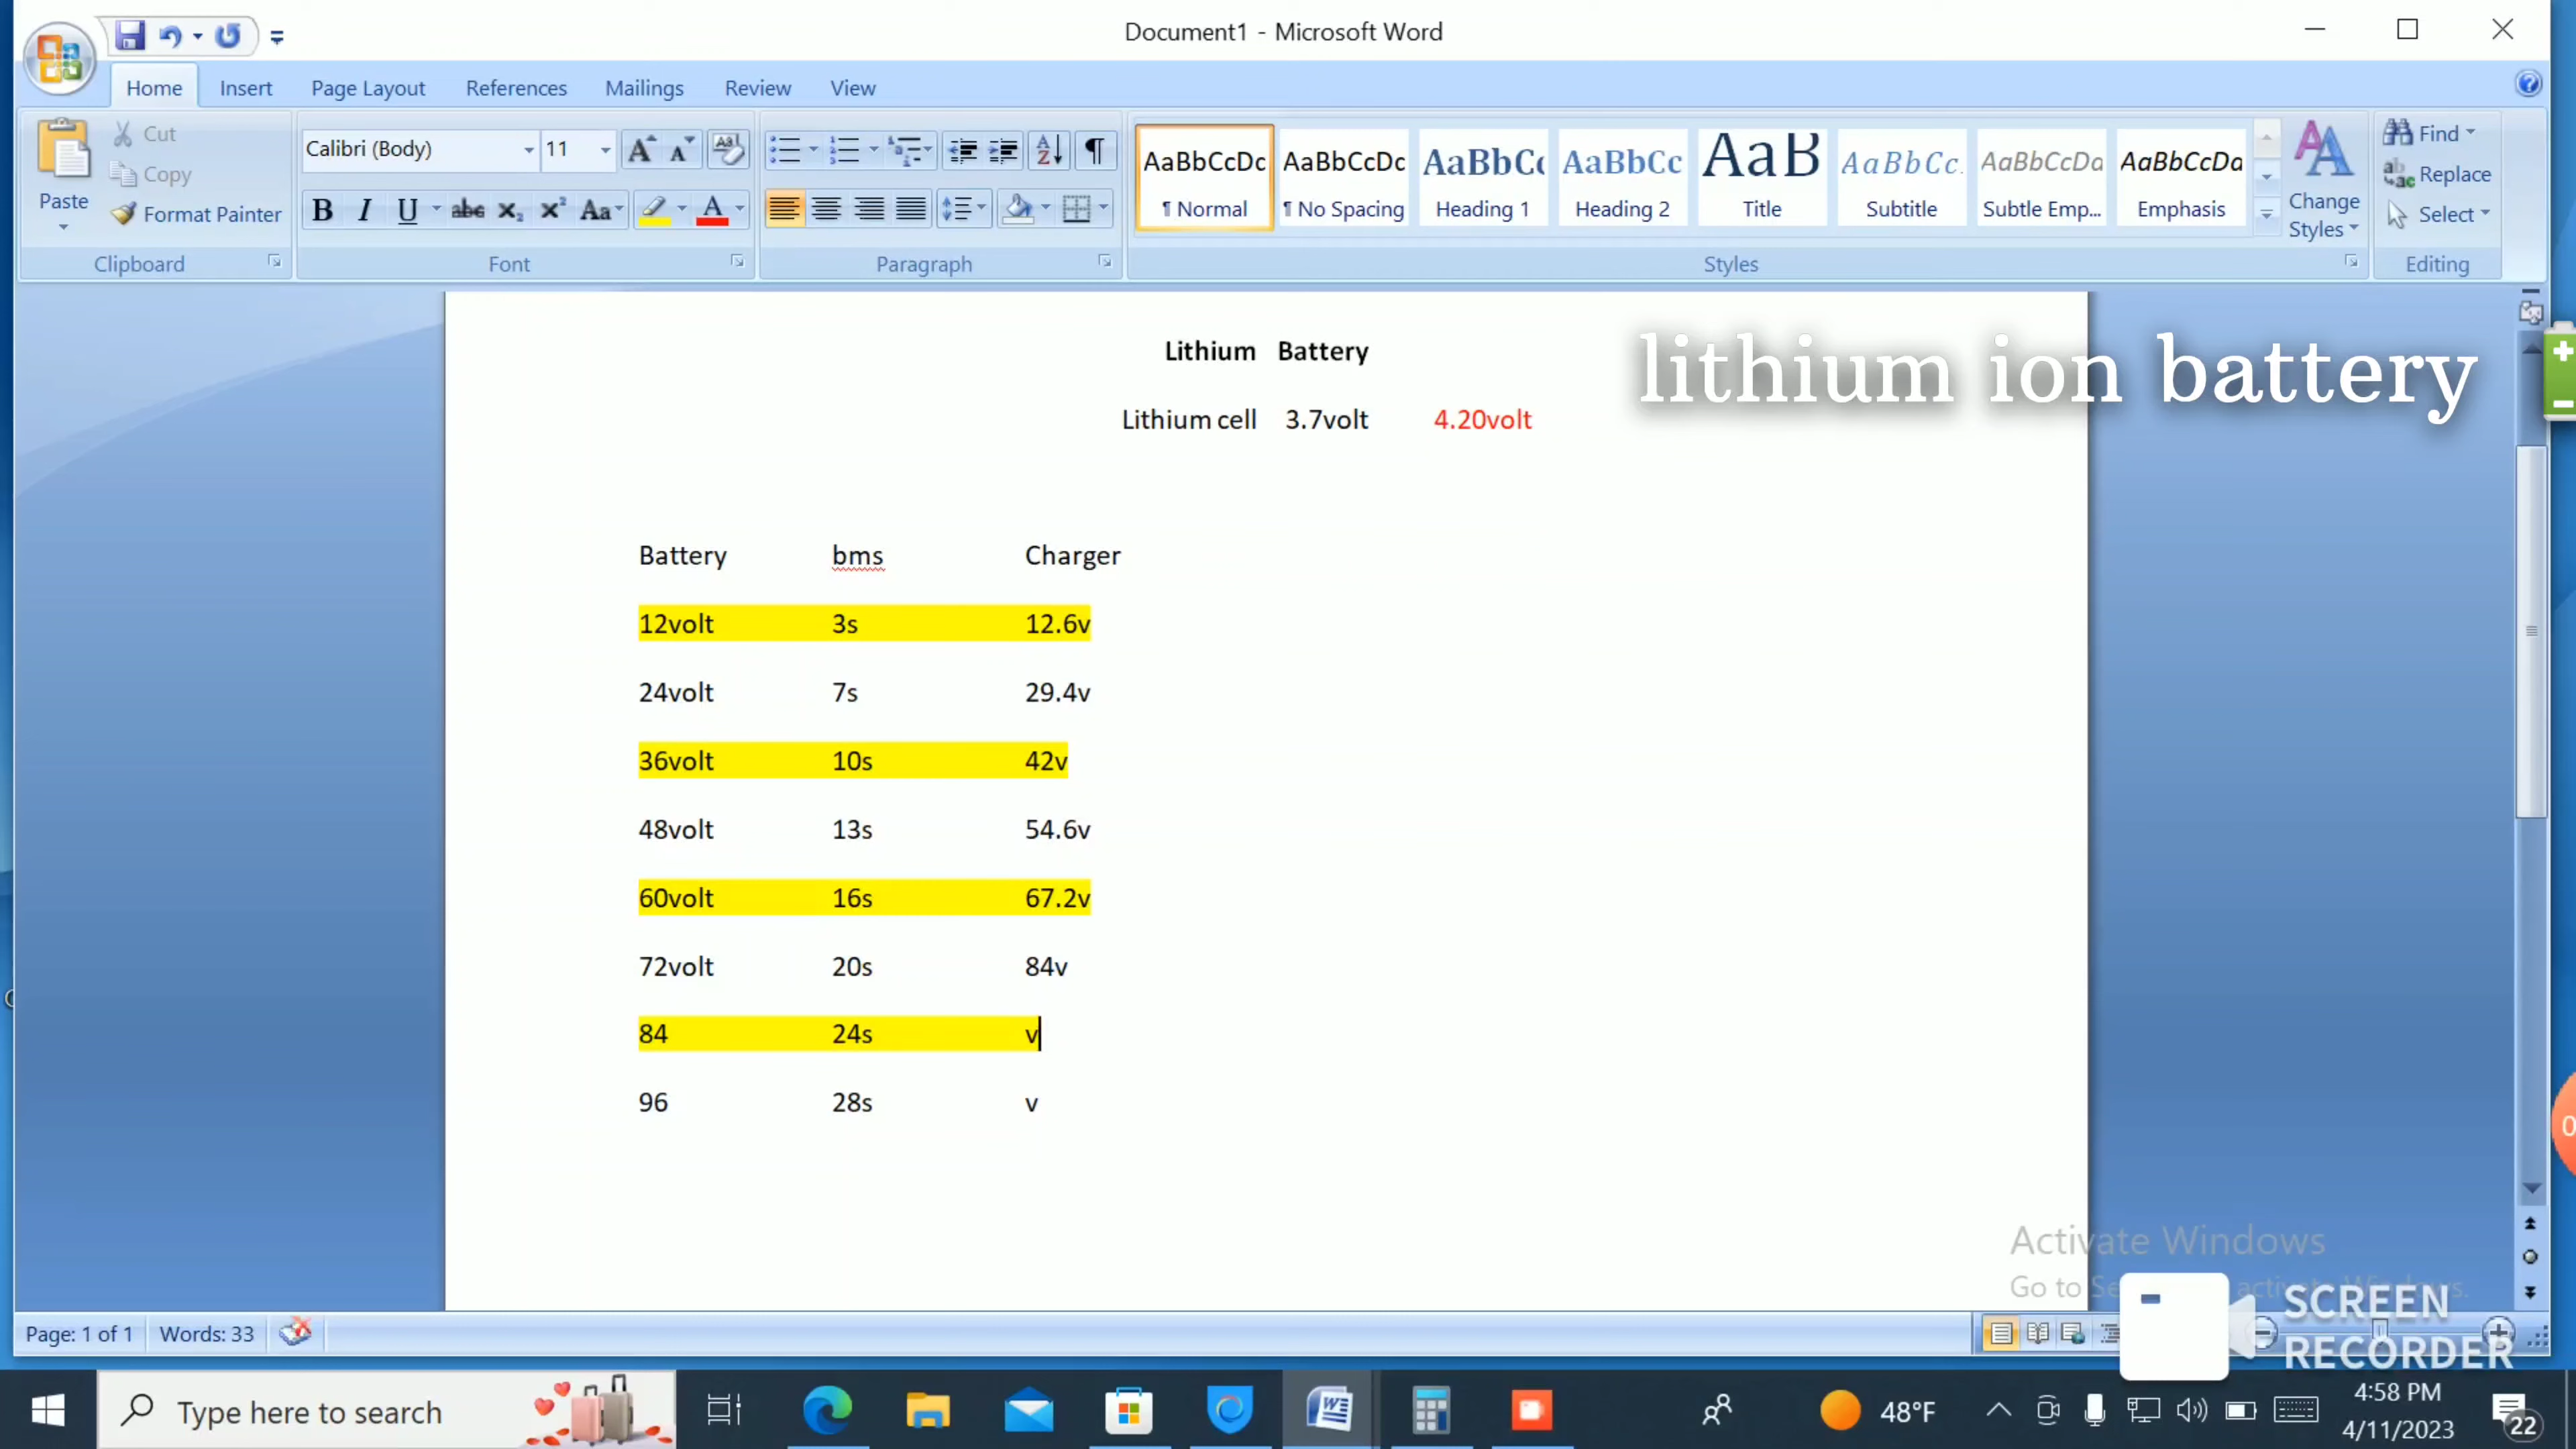 Document1 - Microsoft Word
Home Insert Page Layout References Mailings Review View
Paste
Cut
Copy
Format Painter
Clipboard
Calibri (Body) 11
Font
Paragraph
AaBbCcDc AaBbCcDc AaBbCc AaBbCc AaB AaBbCc. AaBbCcDd AaBbCcDd
¶ Normal ¶ No Spacing Heading 1 Heading 2 Title Subtitle Subtle Emp... Emphasis
Change Styles
Styles
Find
Replace
Select
Editing
lithium ion battery
Lithium Battery
Lithium cell 3.7volt 4.20volt
Battery bms Charger
12volt 3s 12.6v
24volt 7s 29.4v
36volt 10s 42v
48volt 13s 54.6v
60volt 16s 67.2v
72volt 20s 84v
84 24s v
96 28s v
Activate Windows
Go to
SCREEN
RECORDER
Page: 1 of 1 Words: 33
Type here to search
48°F
4:58 PM
4/11/2023
22